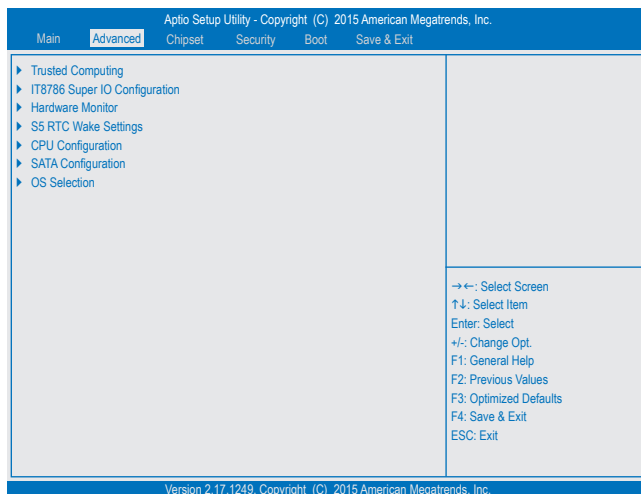 Aptio Setup Utility - Copyright (C) 2015 American Megatrends, Inc.
Main Advanced Chipset Security Boot Save & Exit
Trusted Computing
IT8786 Super IO Configuration
Hardware Monitor
S5 RTC Wake Settings
CPU Configuration
SATA Configuration
OS Selection
→←: Select Screen
↑↓: Select Item
Enter: Select
+/-: Change Opt.
F1: General Help
F2: Previous Values
F3: Optimized Defaults
F4: Save & Exit
ESC: Exit
Version 2.17.1249. Copyright (C) 2015 American Megatrends, Inc.